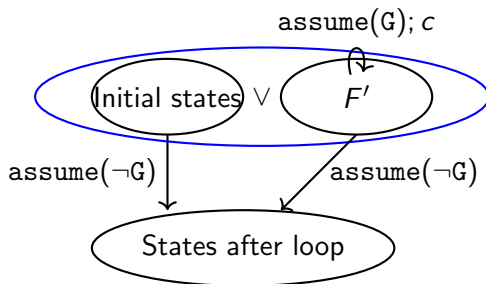 assume(G); c
Initial states ∨ F′
assume(¬G) assume(¬G)
States after loop